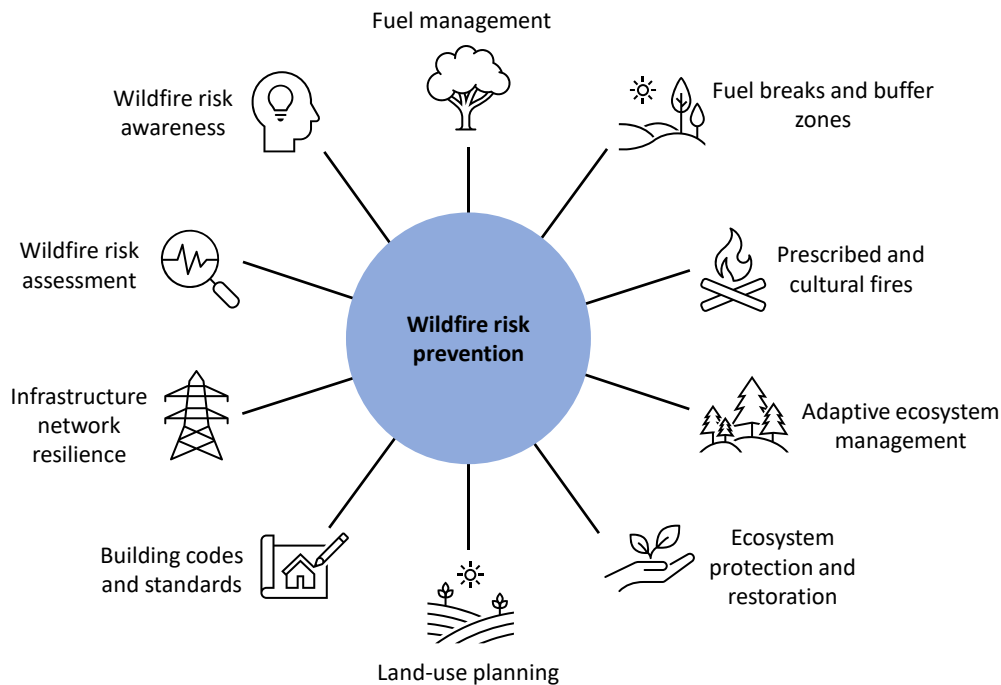 Fuel management
Wildfire risk
awareness
Fuel breaks and buffer
zones
Wildfire risk
assessment
Prescribed and
cultural fires
Wildfire risk
prevention
Infrastructure
network
resilience
Adaptive ecosystem
management
Building codes
and standards
Ecosystem
protection and
restoration
Land-use planning